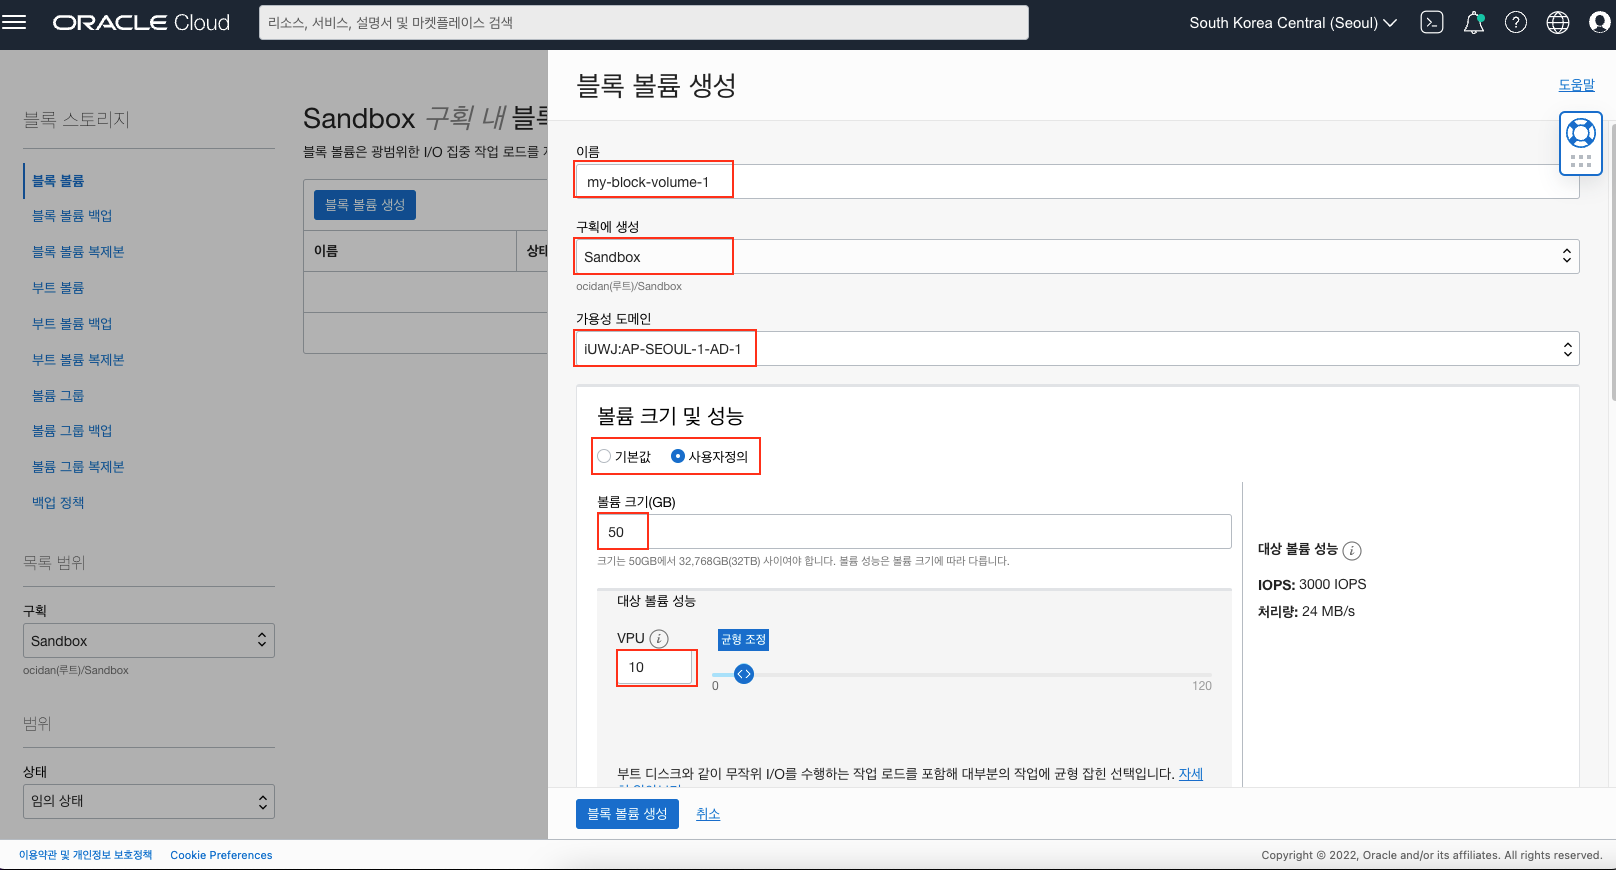 ORACLE Cloud
리소스, 서비스, 설명서 및 마켓플레이스 검색
South Korea Central (Seoul)
블록 스토리지
블록 볼륨
블록 볼륨 백업
블록 볼륨 복제본
부트 볼륨
부트 볼륨 백업
부트 볼륨 복제본
볼륨 그룹
볼륨 그룹 백업
볼륨 그룹 복제본
백업 정책
목록 범위
구획
Sandbox
ocidan(루트)/Sandbox
범위
상태
임의 상태
Sandbox 구획 내 블록
블록 볼륨은 광범위한 I/O 집중 작업 로드를
블록 볼륨 생성
이름
상태
블록 볼륨 생성
도움말
이름
my-block-volume-1
구획에 생성
Sandbox
ocidan(루트)/Sandbox
가용성 도메인
iUWJ:AP-SEOUL-1-AD-1
볼륨 크기 및 성능
기본값 사용자정의
볼륨 크기(GB)
50
크기는 50GB에서 32,768GB(32TB) 사이여야 합니다. 볼륨 성능은 볼륨 크기에 따라 다릅니다.
대상 볼륨 성능
VPU
균형 조정
10
0
120
부트 디스크와 같이 무작위 I/O를 수행하는 작업 로드를 포함해 대부분의 작업에 균형 잡힌 선택입니다. 자세
대상 볼륨 성능
IOPS: 3000 IOPS
처리량: 24 MB/s
블록 볼륨 생성
취소
이용약관 및 개인정보 보호정책
Cookie Preferences
Copyright © 2022, Oracle and/or its affiliates. All rights reserved.